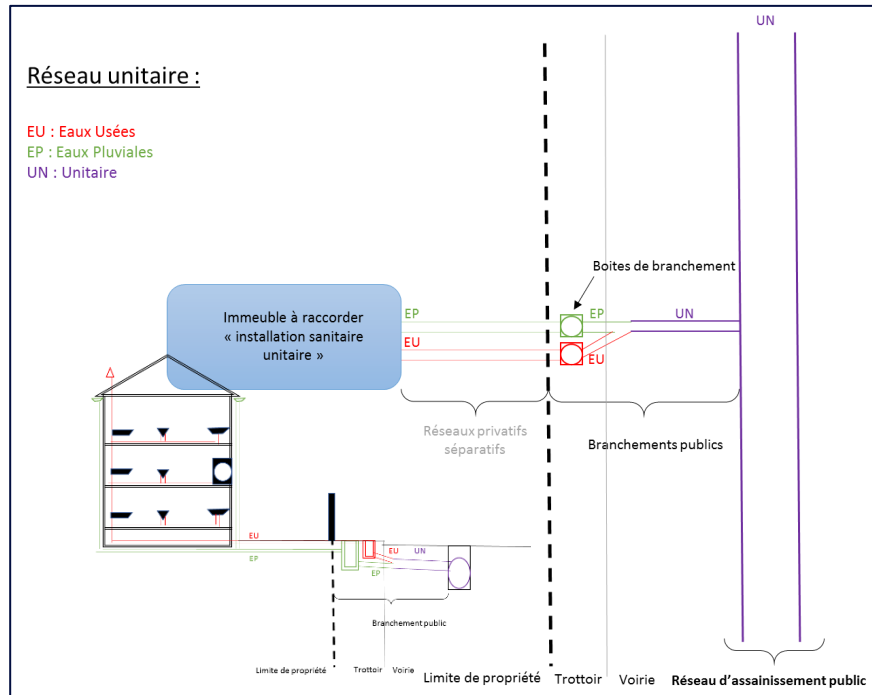 UN
Réseau unitaire :
EU : Eaux Usées
EP : Eaux Pluviales
UN : Unitaire
Boites de branchement
Immeuble à raccorder
« installation sanitaire
unitaire »
EP
EP
UN
EU
EU
Réseaux privatifs
séparatifs
Branchements publics
EU
EU
UN
EP
EP
Branchement public
Limite de propriété
Trottoir
Voirie
Limite de propriété
Trottoir
Voirie
Réseau d’assainissement public